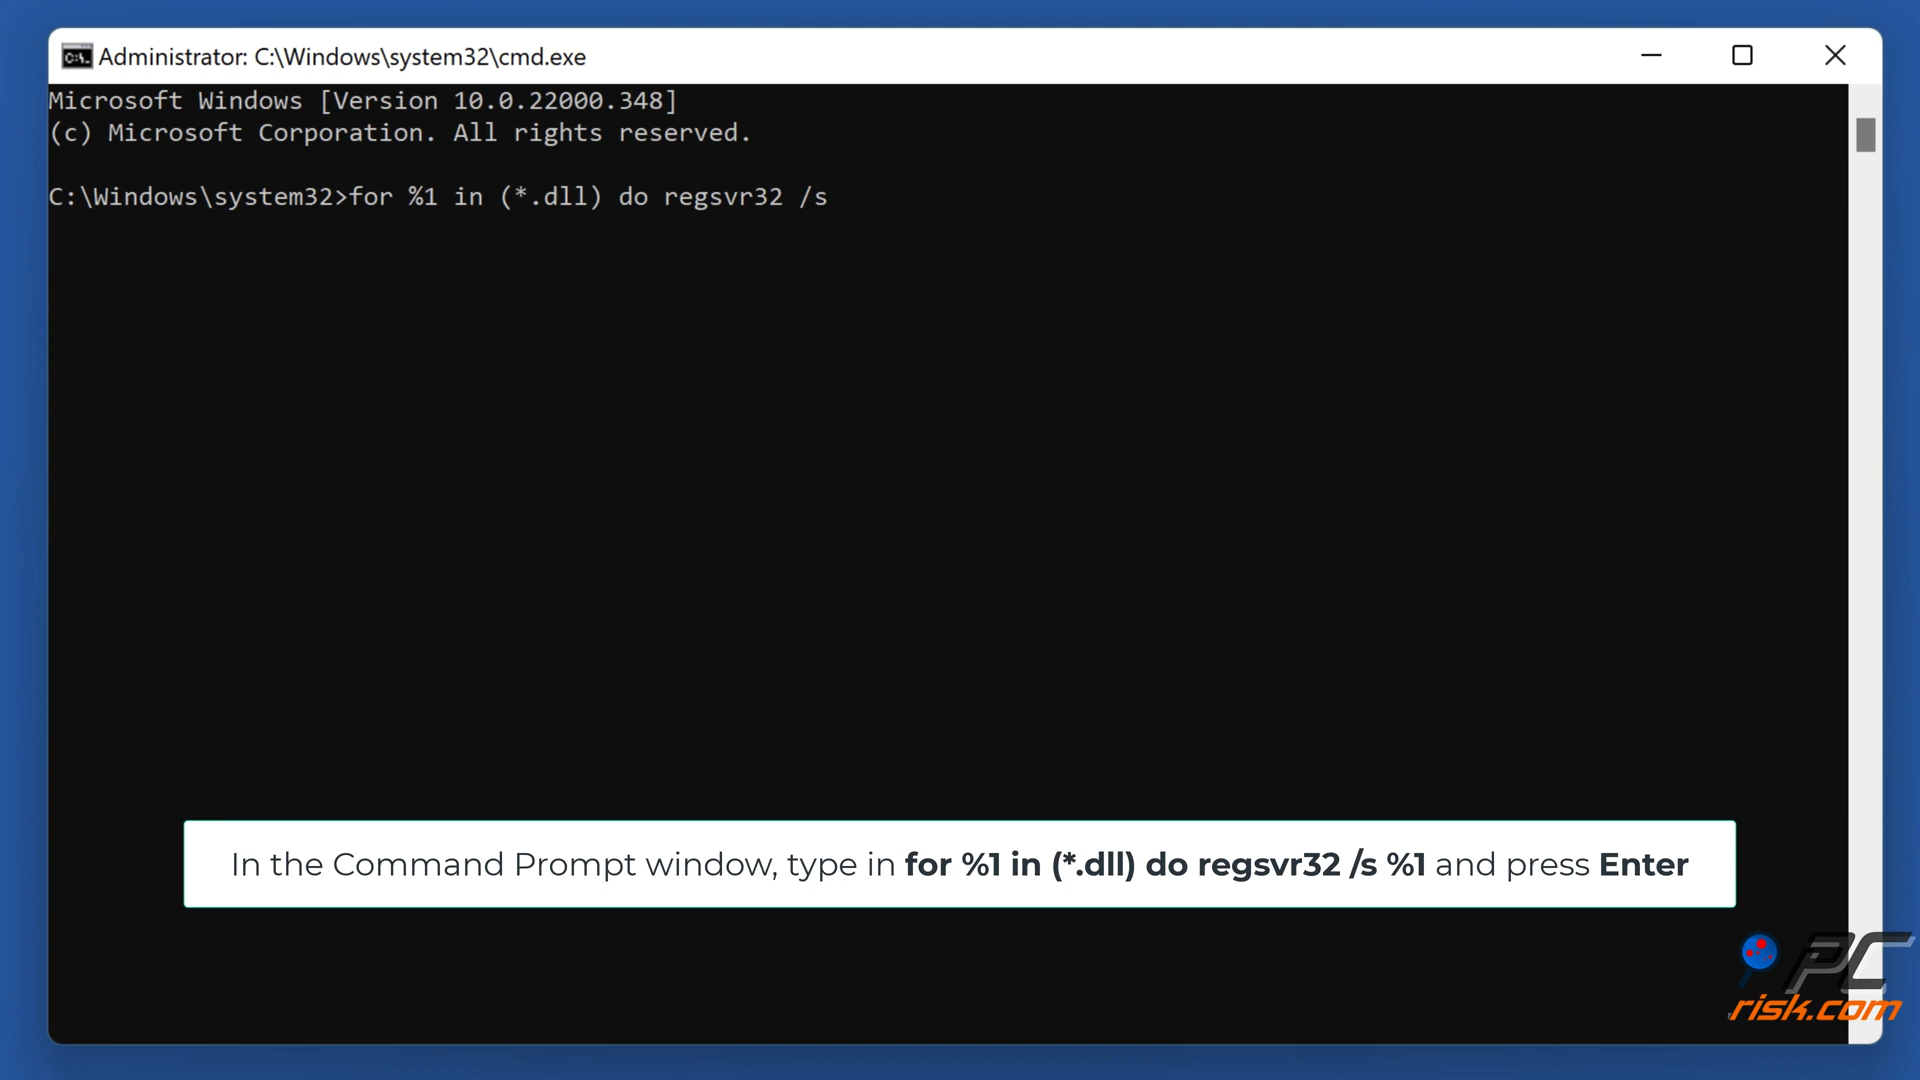 Administrator: C:\Windows\system32\cmd.exe
Microsoft Windows [Version 10.0.22000.348]
(c) Microsoft Corporation. All rights reserved.
C:\Windows\system32>for %1 in (*.dll) do regsvr32 /s
In the Command Prompt window, type in for %1 in (*.dll) do regsvr32 /s %1 and press Enter
PC
risk.com